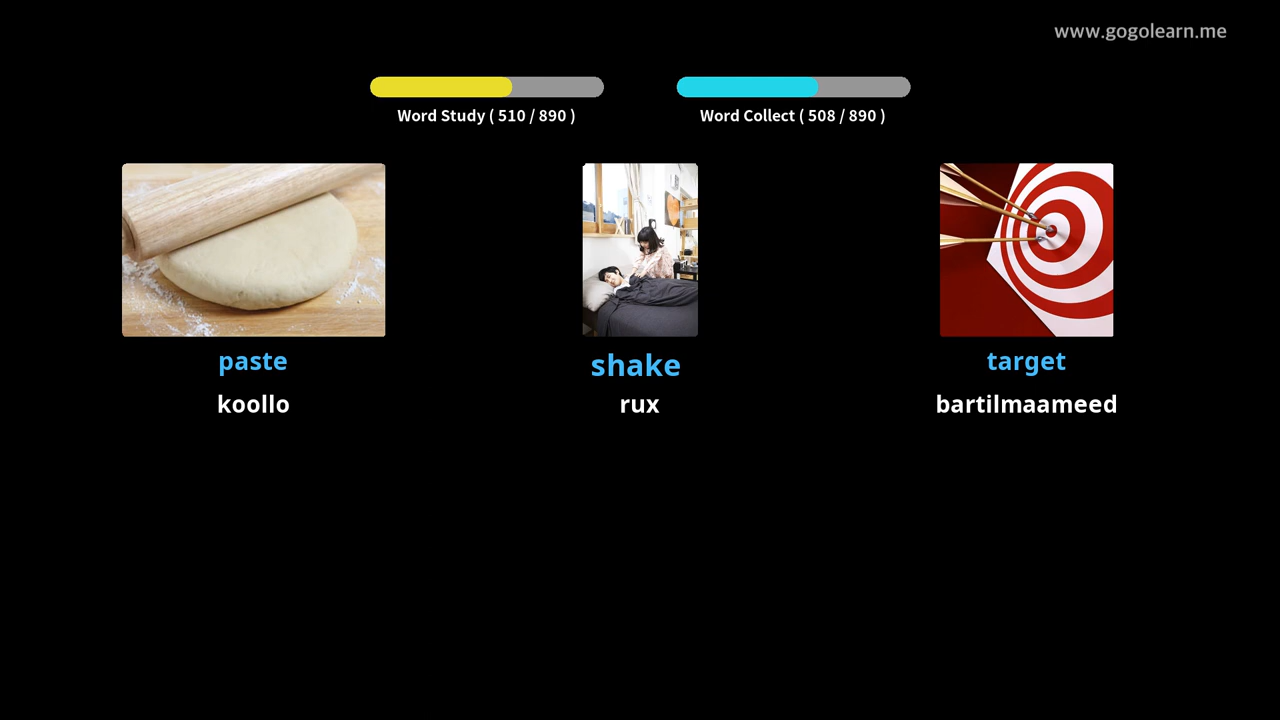 www.gogolearn.me
Word Study ( 510 / 890 )
Word Collect ( 508 / 890 )
paste
koollo
shake
rux
target
bartilmaameed